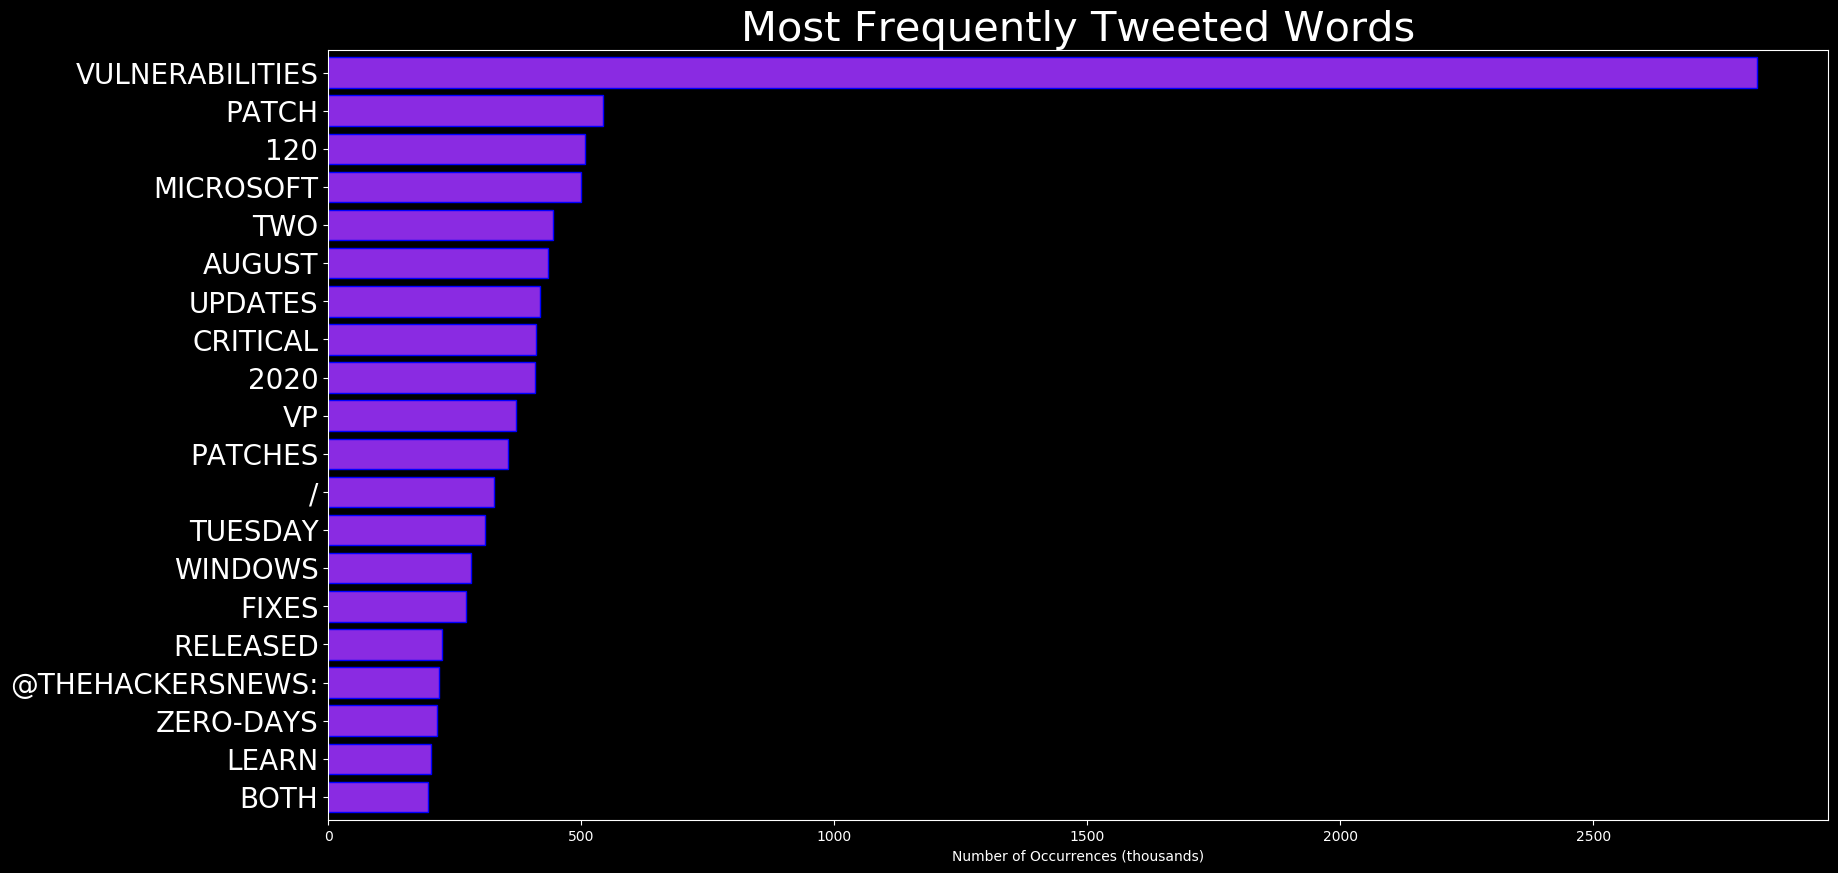 Most Frequently Tweeted Words
VULNERABILITIES
PATCH
120
MICROSOFT
TWO
AUGUST
UPDATES
CRITICAL
2020
VP
PATCHES
/
TUESDAY
WINDOWS
FIXES
RELEASED
@THEHACKERSNEWS:
ZERO-DAYS
LEARN
BOTH
0 500 1000 1500 2000 2500
Number of Occurrences (thousands)